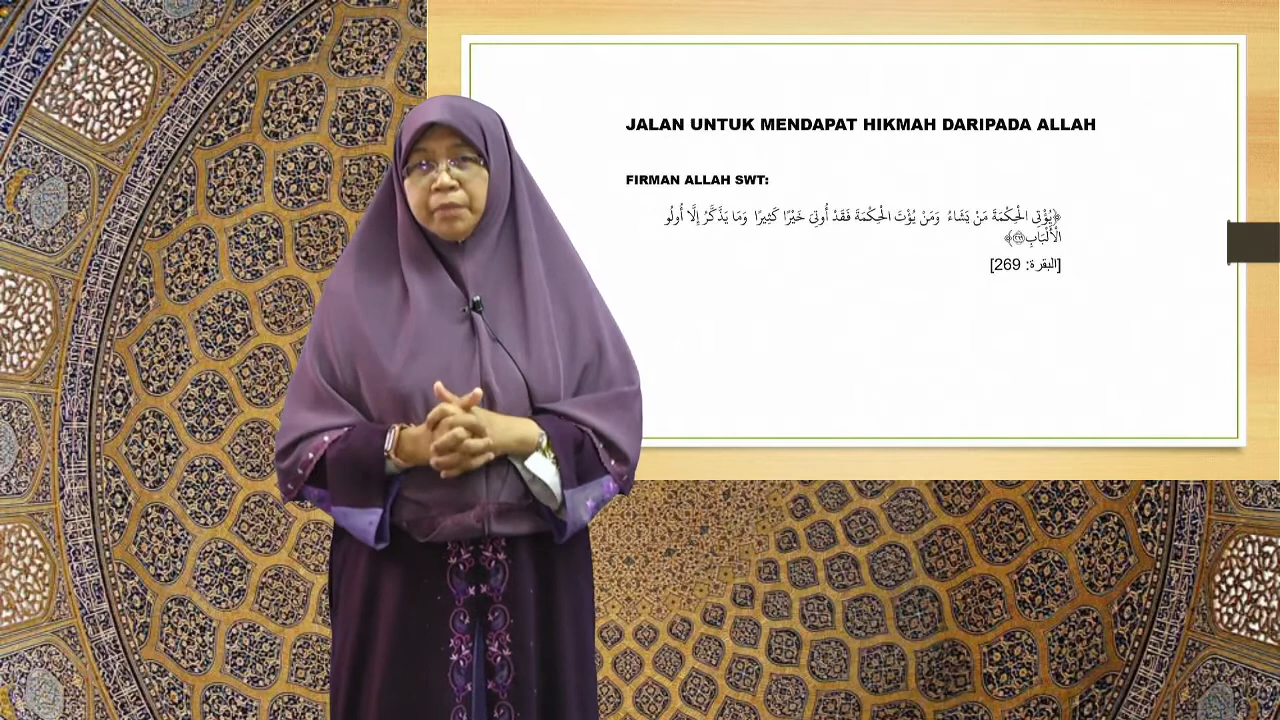 JALAN UNTUK MENDAPAT HIKMAH DARIPADA ALLAH
FIRMAN ALLAH SWT:
﴿يُؤْتِى الْحِكْمَةَ مَنْ يَشَاءُ وَمَنْ يُؤْتَ الْحِكْمَةَ فَقَدْ أُوتِىَ خَيْرًا كَثِيرًا وَمَا يَذَّكَّرُ إِلَّا أُولُو
الْأَلْبَابِ۝٢٦٩﴾
[البقرة: 269]